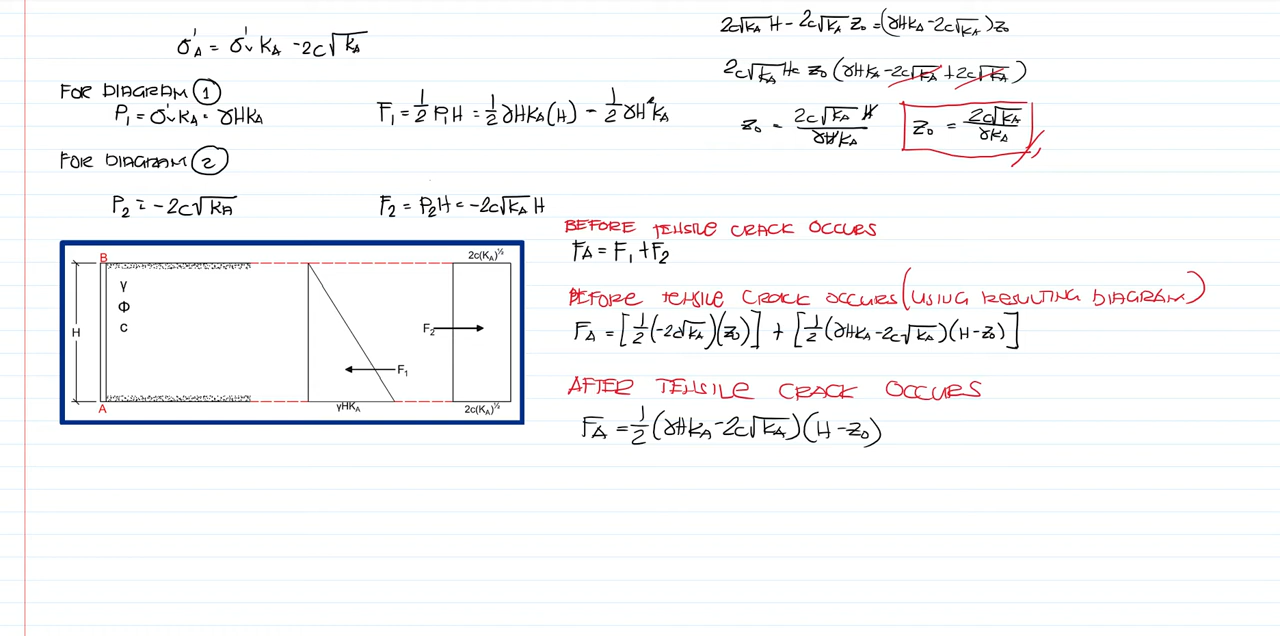 σ'A = σ'v KA - 2c√KA
FOR DIAGRAM 1
P1 = σ'v KA = γHKA
F1 = 1/2 P1H = 1/2 γHKA(H) = 1/2 γH²KA
FOR DIAGRAM 2
P2 = -2c√KA
F2 = P2H = -2c√KA H
2c√KA H - 2c√KA Z0 = (γHKA - 2c√KA)Z0
2c√KA H = Z0 (γHKA - 2c√KA + 2c√KA)
Z0 = 2c√KA H / γHKA
Z0 = 2c√KA / γKA
B
γ
Φ
c
H
A
F1
γHKA
2c(KA)^½
F2
2c(KA)^½
BEFORE TENSILE CRACK OCCURS
FA = F1 + F2
BEFORE TENSILE CRACK OCCURS (USING RESULTING DIAGRAM)
FA = [1/2(-2c√KA)(Z0)] + [1/2(γHKA - 2c√KA)(H - Z0)]
AFTER TENSILE CRACK OCCURS
FA = 1/2 (γHKA - 2c√KA)(H - Z0)